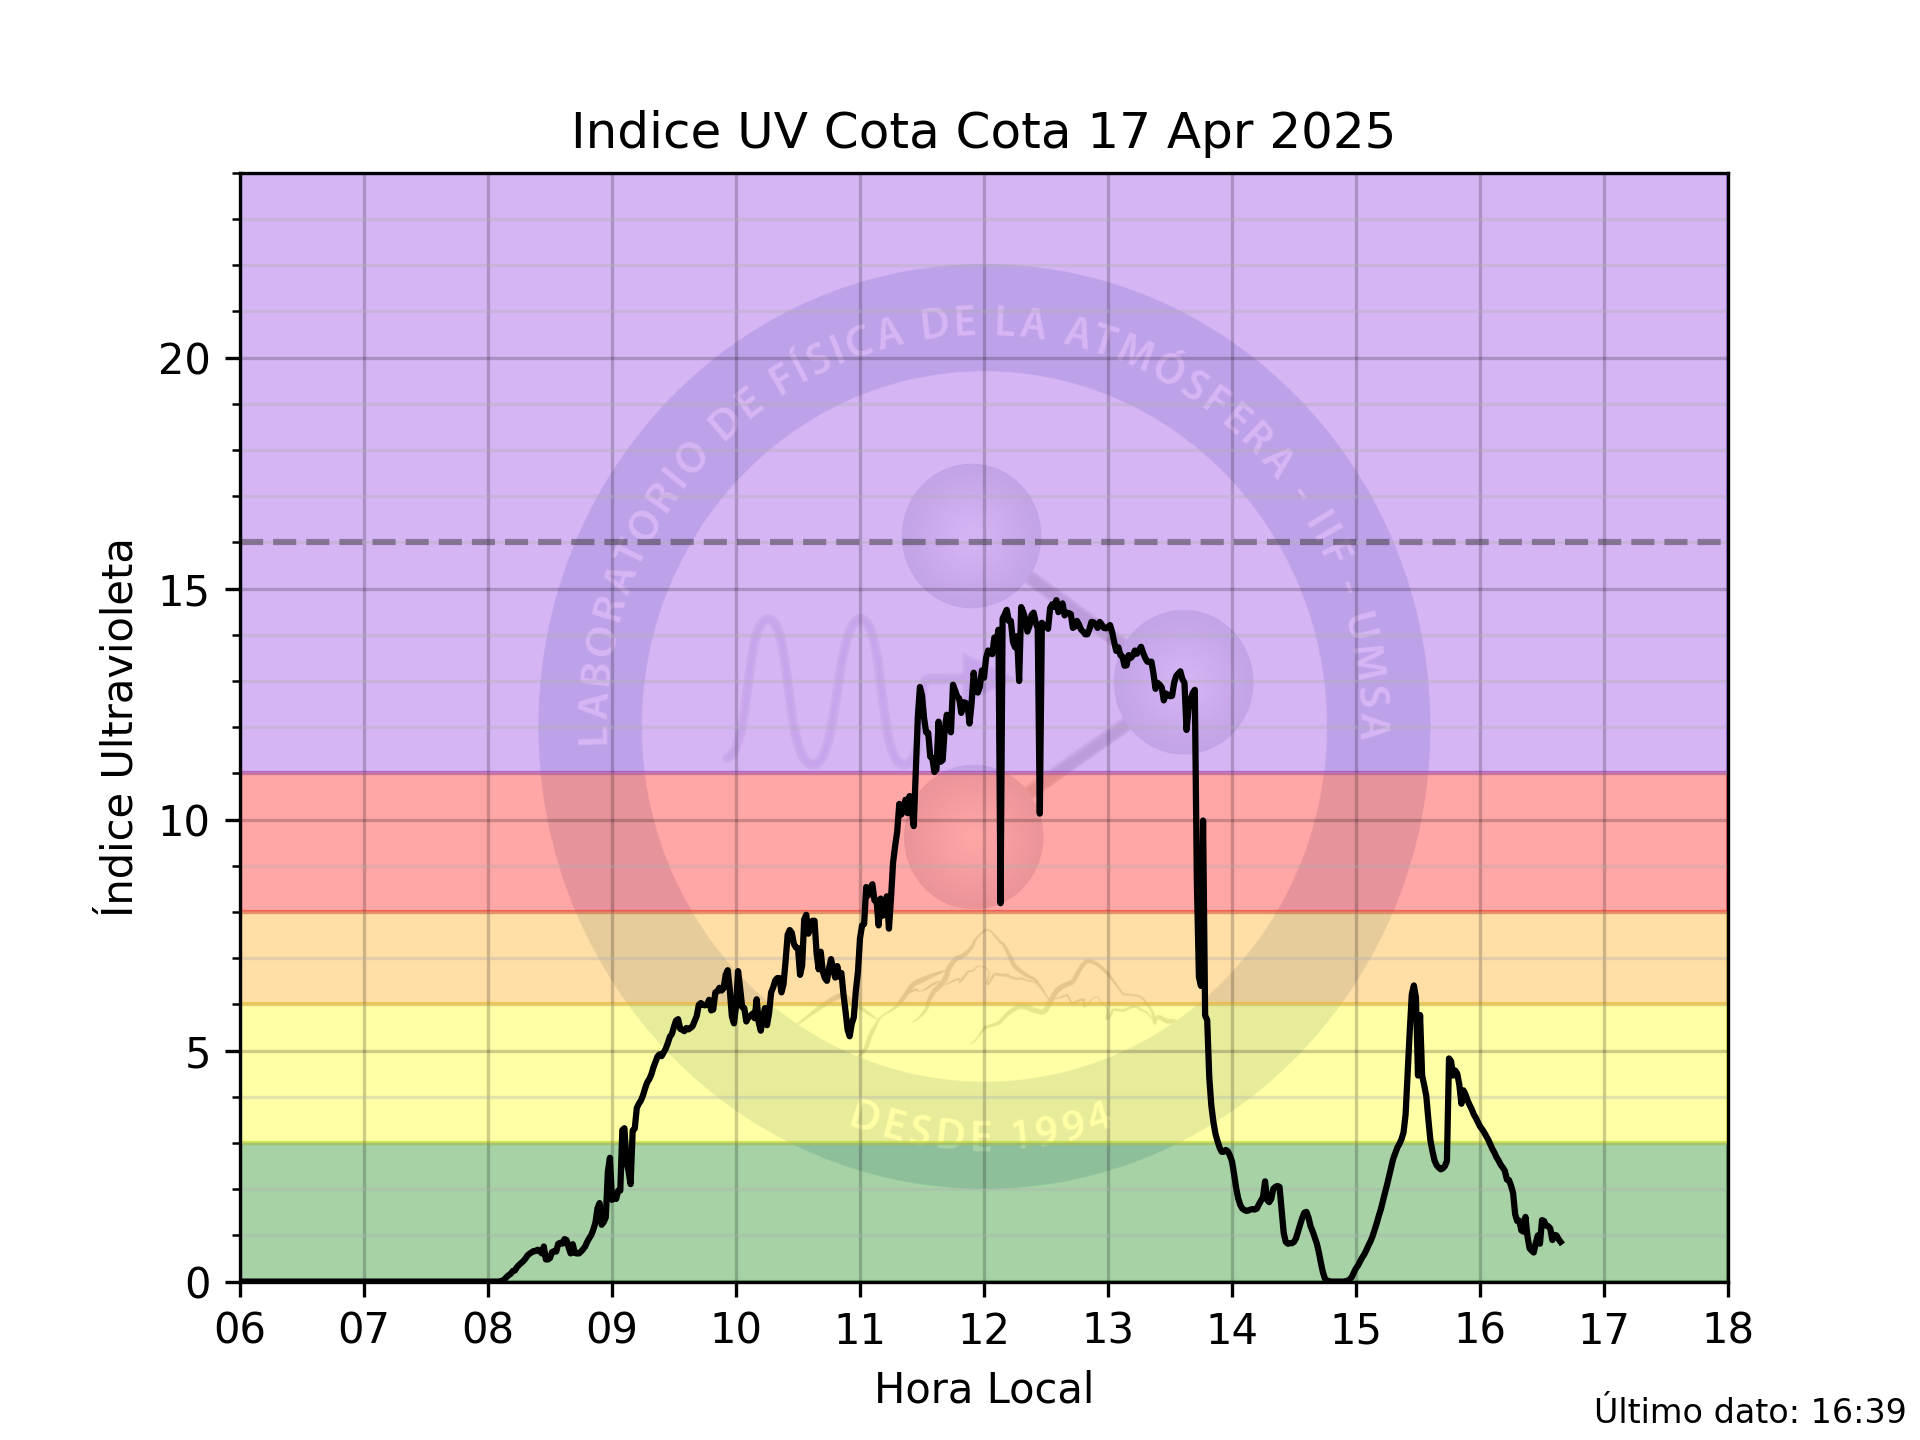 Indice UV Cota Cota 17 Apr 2025
LABORATORIO DE FÍSICA DE LA ATMÓSFERA - IIF - UMSA
DESDE 1994
Índice Ultravioleta
20
15
10
5
0
06 07 08 09 10 11 12 13 14 15 16 17 18
Hora Local
Último dato: 16:39